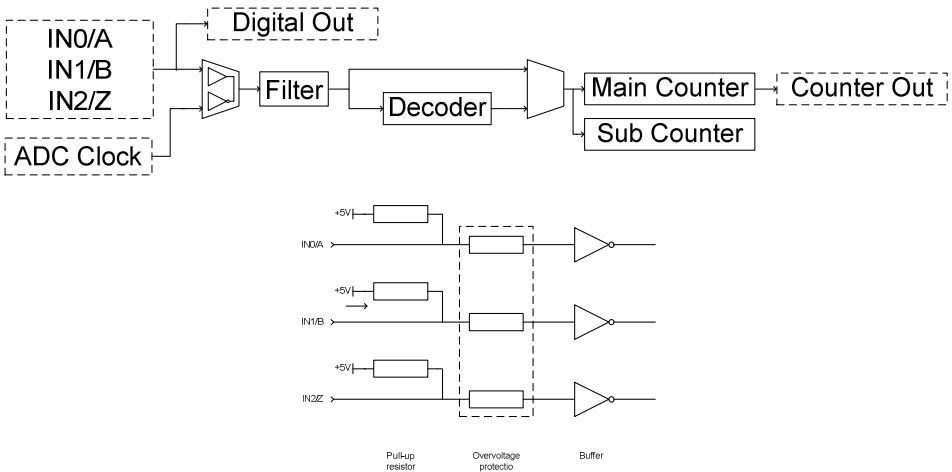 Digital Out
IN0/A
IN1/B
IN2/Z
ADC Clock
Filter
Decoder
Main Counter
Counter Out
Sub Counter
+5V
IN0/A
+5V
IN1/B
+5V
IN2/Z
Pull-up
resistor
Overvoltage
protectio
Buffer